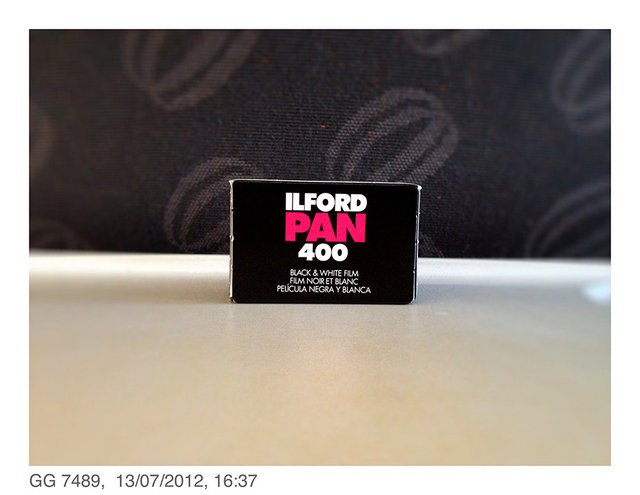 ILFORD
PAN
400
BLACK & WHITE FILM
FILM NOIR ET BLANC
PELÍCULA NEGRA Y BLANCA
GG 7489,  13/07/2012, 16:37